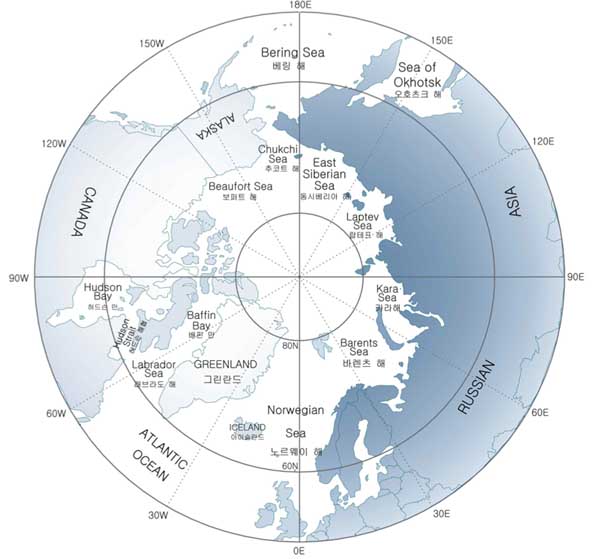 180E
150W
150E
Bering Sea
베링 해
Sea of
Okhotsk
오호츠크 해
120W
ALASKA
120E
Chukchi
Sea
추코트 해
East
Siberian
Sea
동시베리아 해
Beaufort Sea
보퍼트 해
CANADA
ASIA
Laptev
Sea
랍테프 해
90W
90E
Hudson
Bay
허드슨 만
Kara
Sea
카라해
Baffin
Bay
배핀 만
Hudson
Strait
허드슨 해협
80N
Barents
Sea
바렌츠 해
Labrador
Sea
래브라도 해
GREENLAND
그린란드
RUSSIAN
60W
60E
Norwegian
Sea
노르웨이 해
ICELAND
아이슬란드
ATLANTIC
OCEAN
60N
30W
30E
0E